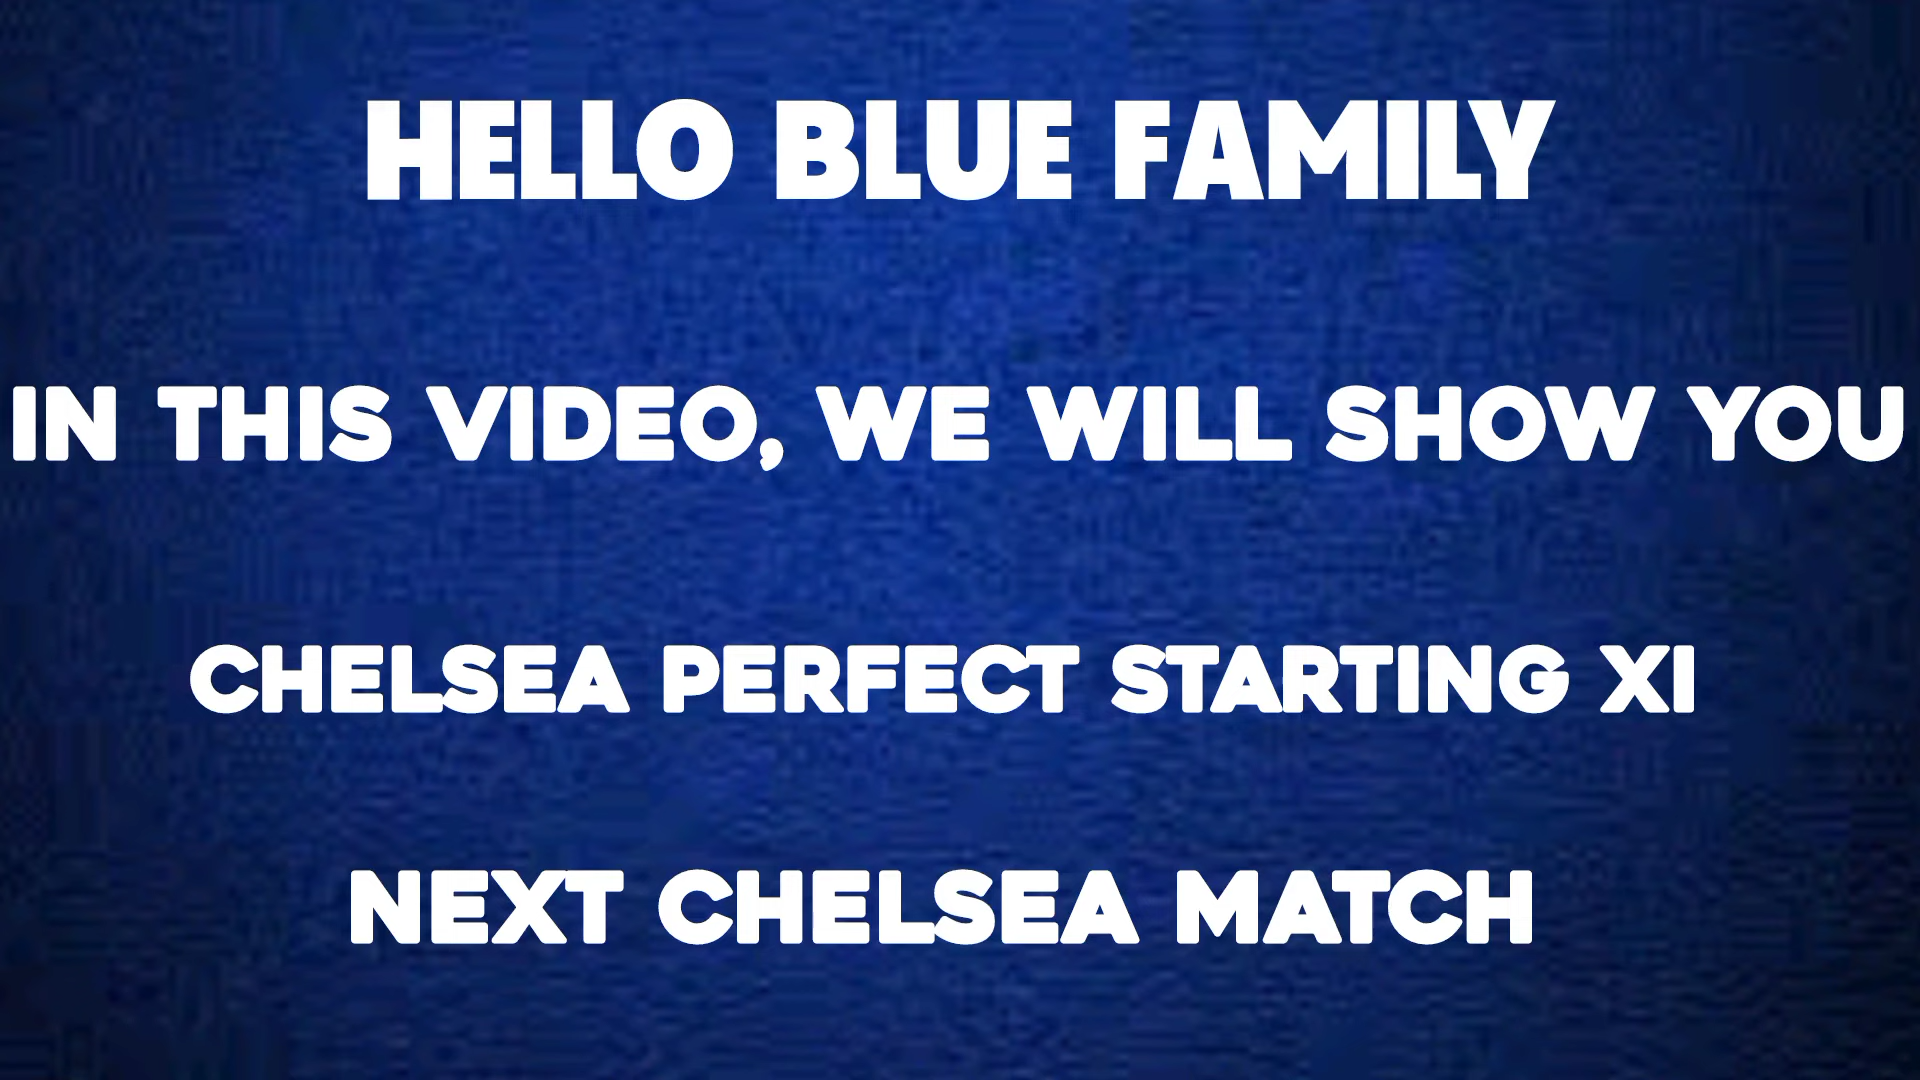 HELLO BLUE FAMILY
IN THIS VIDEO, WE WILL SHOW YOU
CHELSEA PERFECT STARTING XI
NEXT CHELSEA MATCH